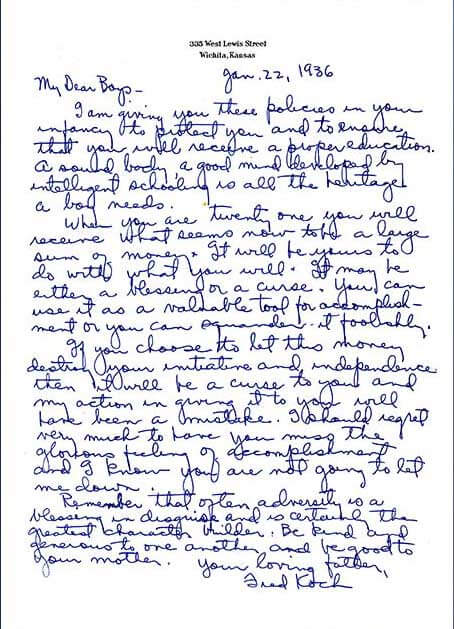 335 West Lewis Street
Wichita, Kansas
Jan. 22, 1936
My Dear Boys-
I am giving you these policies in your
infancy to protect you and to ensure
that you will receive a proper education.
A sound body, a good mind developed by
intelligent schooling is all the heritage
a boy needs.
When you are twenty one you will
receive what seems now to be a large
sum of money. It will be yours to
do with what you will. It may be
either a blessing or a curse. You can
use it as a valuable tool for accomplish-
ment or you can squander it foolishly.
If you choose to let this money
destroy your initiative and independence
then it will be a curse to you and
my action in giving it to you will
have been a mistake. I should regret
very much to have you miss the
glorious feeling of accomplishment
and I know you are not going to let
me down.
Remember that often adversity is a
blessing in disguise and is certainly the
greatest character builder. Be kind and
generous to one another and be good to
your mother. Your loving father,
Fred Koch